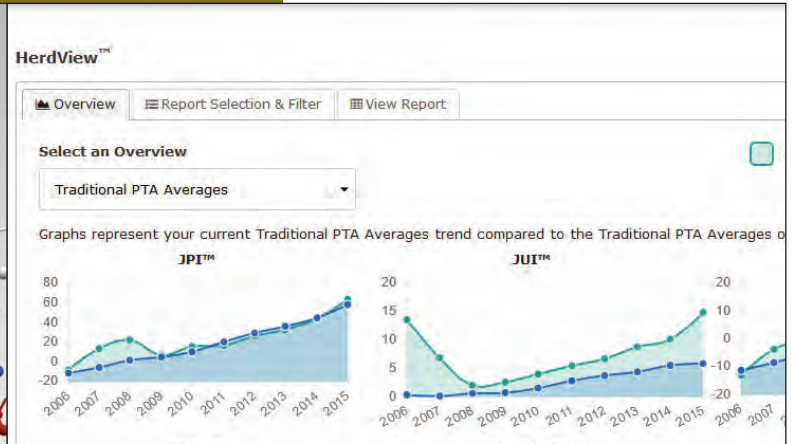 HerdView™
Overview
Report Selection & Filter
View Report
Select an Overview
Traditional PTA Averages
Graphs represent your current Traditional PTA Averages trend compared to the Traditional PTA Averages o
JPI™
80
60
40
20
0
-20
2006 2007 2008 2009 2010 2011 2012 2013 2014 2015
JUI™
20
15
10
5
0
2006 2007 2008 2009 2010 2011 2012 2013 2014 2015
20
10
0
-10
-20
2006 2007